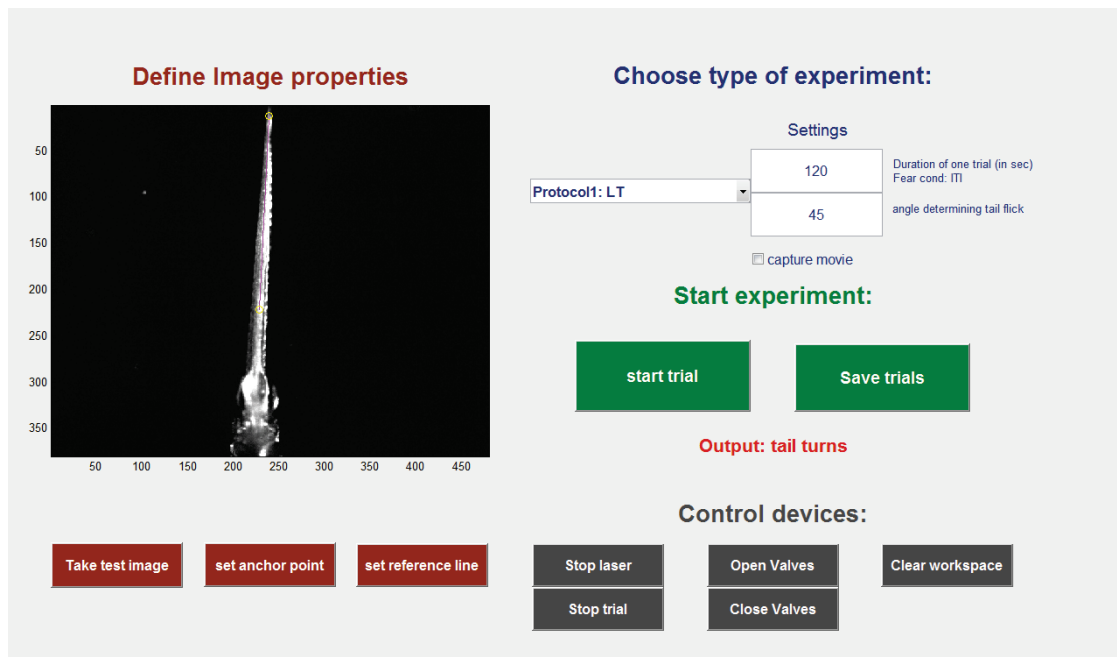 Define Image properties
50
100
150
200
250
300
350
50 100 150 200 250 300 350 400 450
Take test image
set anchor point
set reference line
Choose type of experiment:
Settings
Protocol1: LT
120
Duration of one trial (in sec)
Fear cond: ITI
45
angle determining tail flick
capture movie
Start experiment:
start trial
Save trials
Output: tail turns
Control devices:
Stop laser
Open Valves
Clear workspace
Stop trial
Close Valves